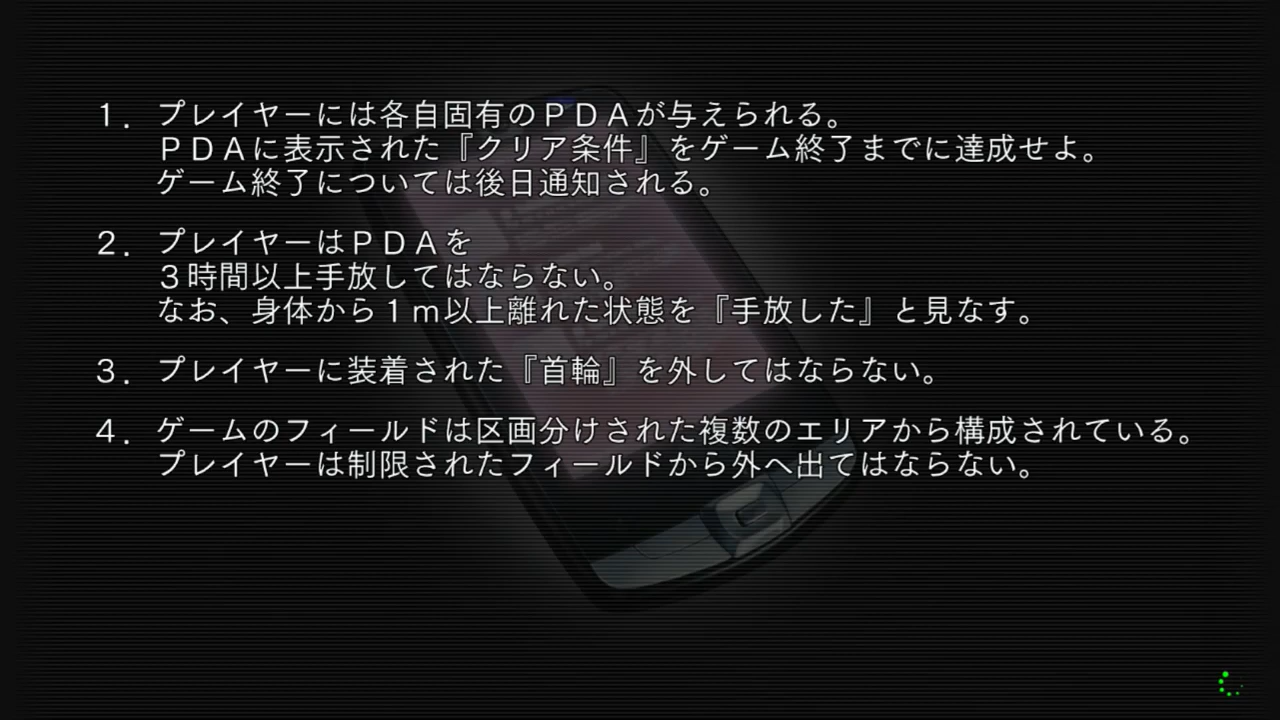 １．プレイヤーには各自固有のＰＤＡが与えられる。
ＰＤＡに表示された『クリア条件』をゲーム終了までに達成せよ。
ゲーム終了については後日通知される。
２．プレイヤーはＰＤＡを
３時間以上手放してはならない。
なお、身体から１ｍ以上離れた状態を『手放した』と見なす。
３．プレイヤーに装着された『首輪』を外してはならない。
４．ゲームのフィールドは区画分けされた複数のエリアから構成されている。
プレイヤーは制限されたフィールドから外へ出てはならない。